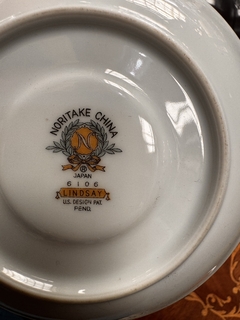 NORITAKE CHINA
N
JAPAN
6106
LINDSAY
U.S. DESIGN PAT.
PEND.